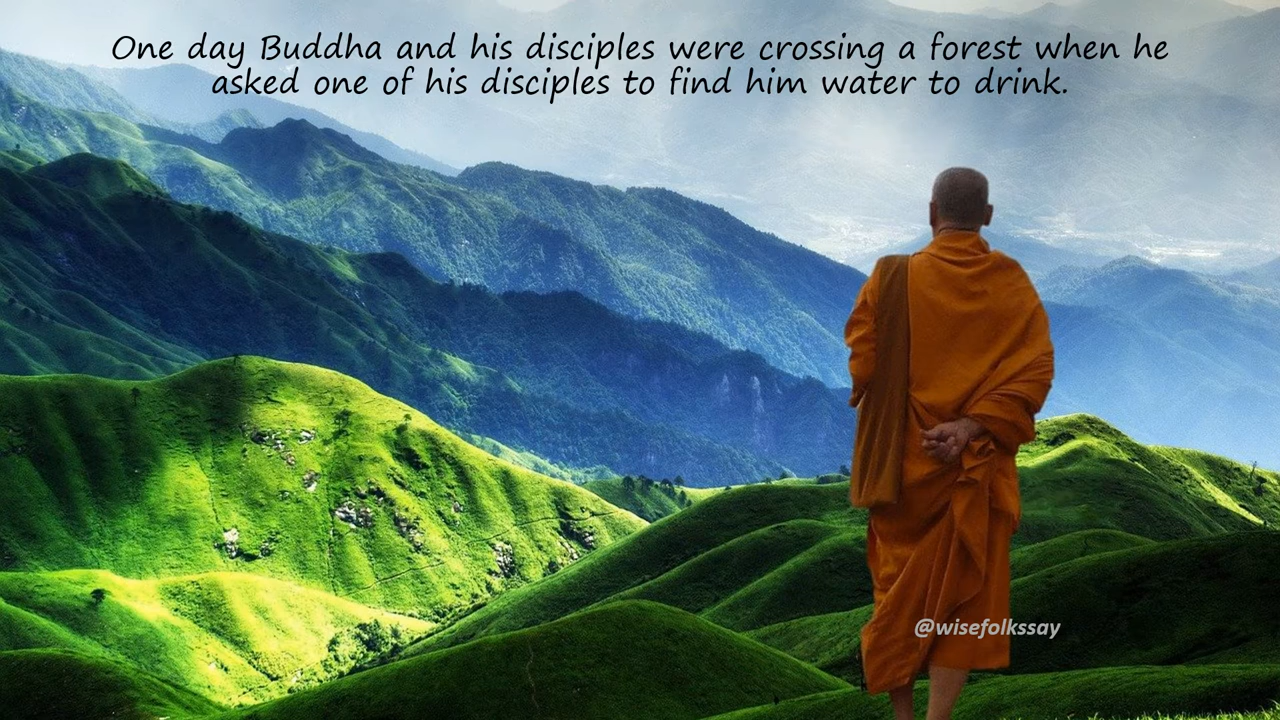 One day Buddha and his disciples were crossing a forest when he
asked one of his disciples to find him water to drink.
@wisefolkssay